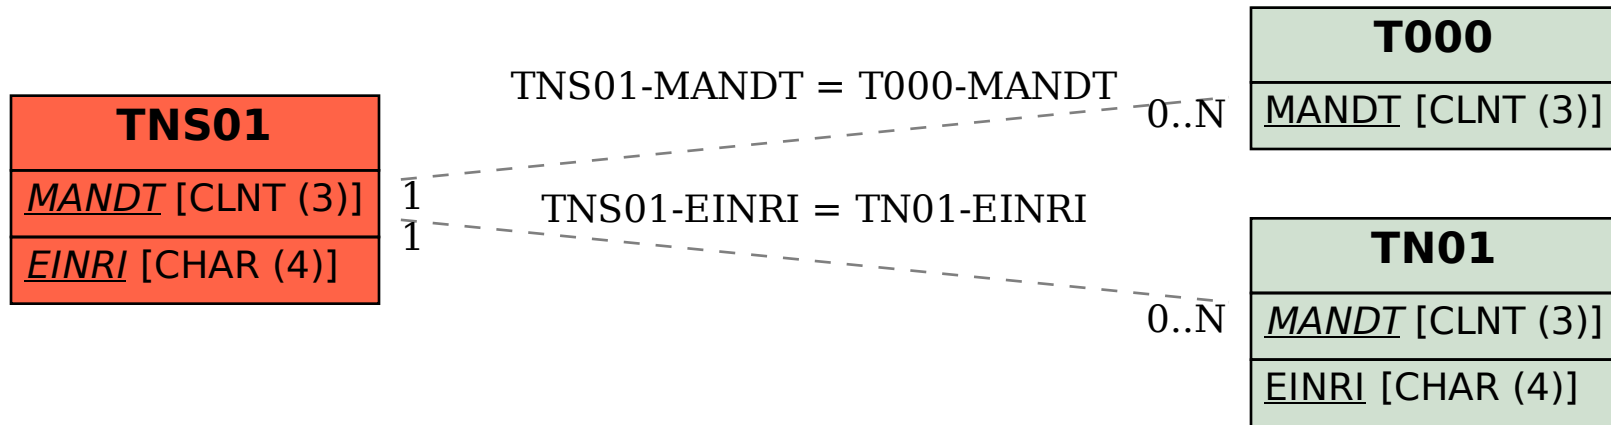 TNS01
MANDT [CLNT (3)]
EINRI [CHAR (4)]
TNS01-MANDT = T000-MANDT
1
0..N
TNS01-EINRI = TN01-EINRI
1
0..N
T000
MANDT [CLNT (3)]
TN01
MANDT [CLNT (3)]
EINRI [CHAR (4)]